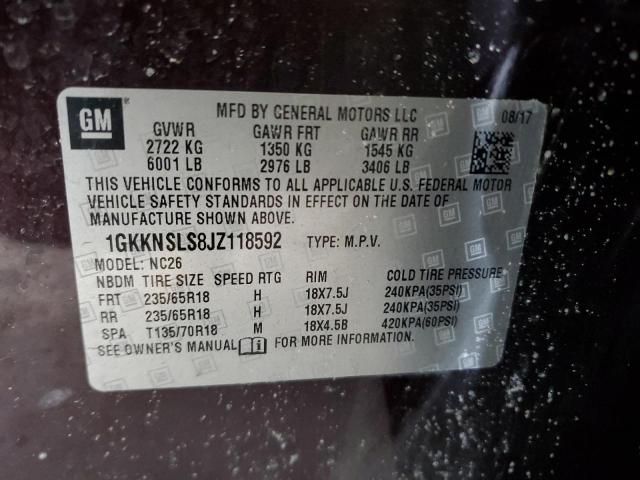 GM
MFD BY GENERAL MOTORS LLC 08/17
GVWR GAWR FRT GAWR RR
2722 KG 1350 KG 1545 KG
6001 LB 2976 LB 3406 LB
THIS VEHICLE CONFORMS TO ALL APPLICABLE U.S. FEDERAL MOTOR
VEHICLE SAFETY STANDARDS IN EFFECT ON THE DATE OF
MANUFACTURE SHOWN ABOVE.
1GKKNSLS8JZ118592 TYPE: M.P.V.
MODEL: NC26
NBDM TIRE SIZE SPEED RTG RIM COLD TIRE PRESSURE
FRT 235/65R18 H 18X7.5J 240KPA(35PSI)
RR 235/65R18 H 18X7.5J 240KPA(35PSI)
SPA T135/70R18 M 18X4.5B 420KPA(60PSI)
SEE OWNER'S MANUAL FOR MORE INFORMATION.